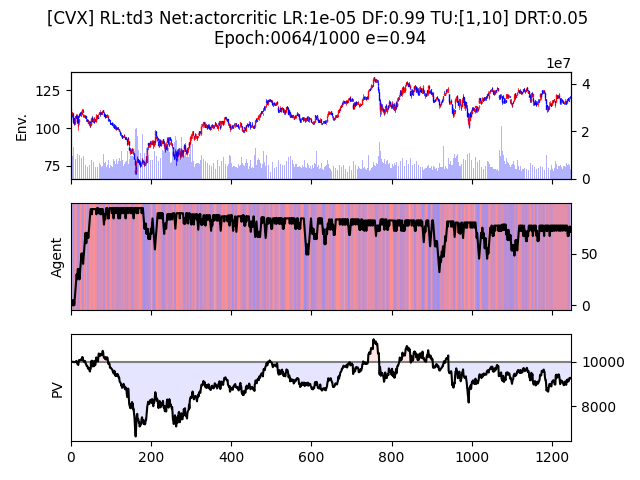 [CVX] RL:td3 Net:actorcritic LR:1e-05 DF:0.99 TU:[1,10] DRT:0.05
Epoch:0064/1000 e=0.94
1e7
125
100
75
Env.
4
2
0
Agent
50
0
PV
10000
8000
0 200 400 600 800 1000 1200